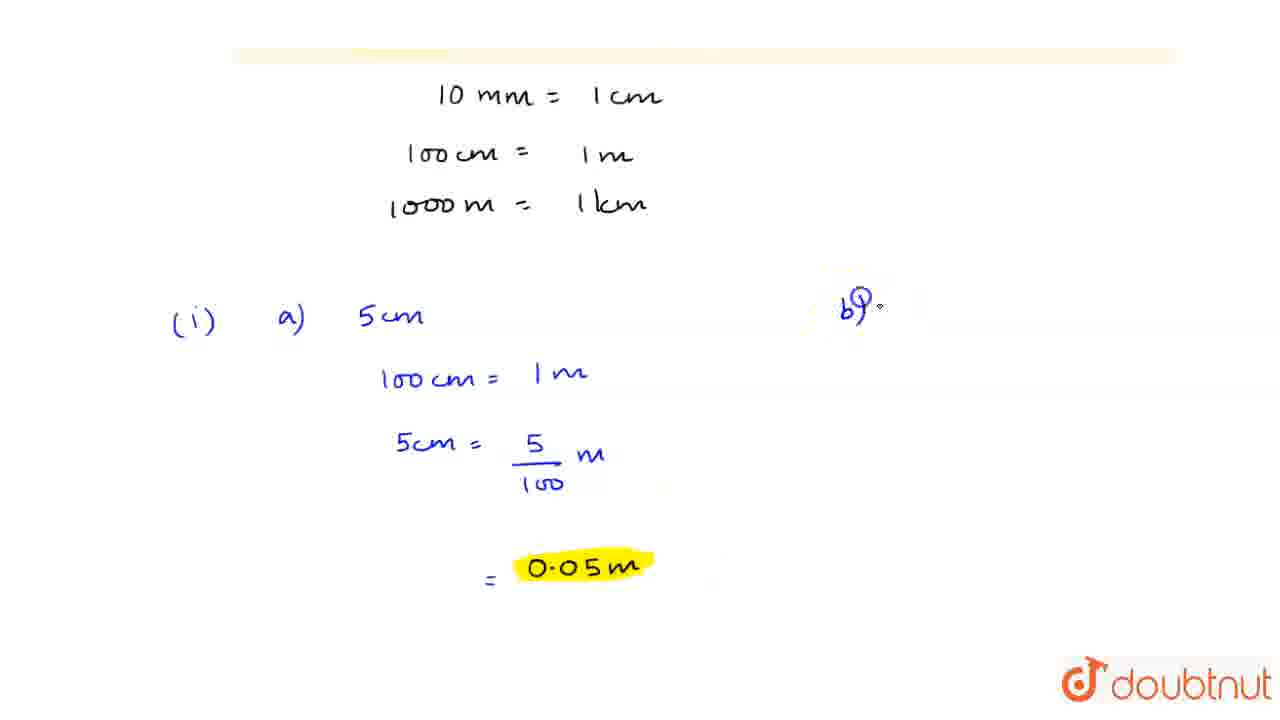 10 mm = 1 cm
100 cm = 1 m
1000 m = 1 km
(i) a) 5 cm
b)
100 cm = 1 m
5 cm = 5/100 m
= 0.05 m
doubtnut